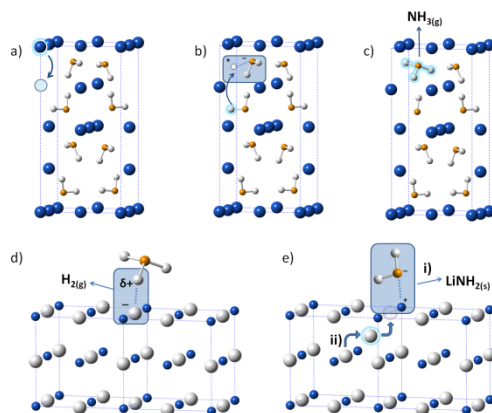 NH3(g)
a)
b)
c)
+
−
d)
e)
H2(g)
δ+
−
−
i)
+
LiNH2(s)
ii)